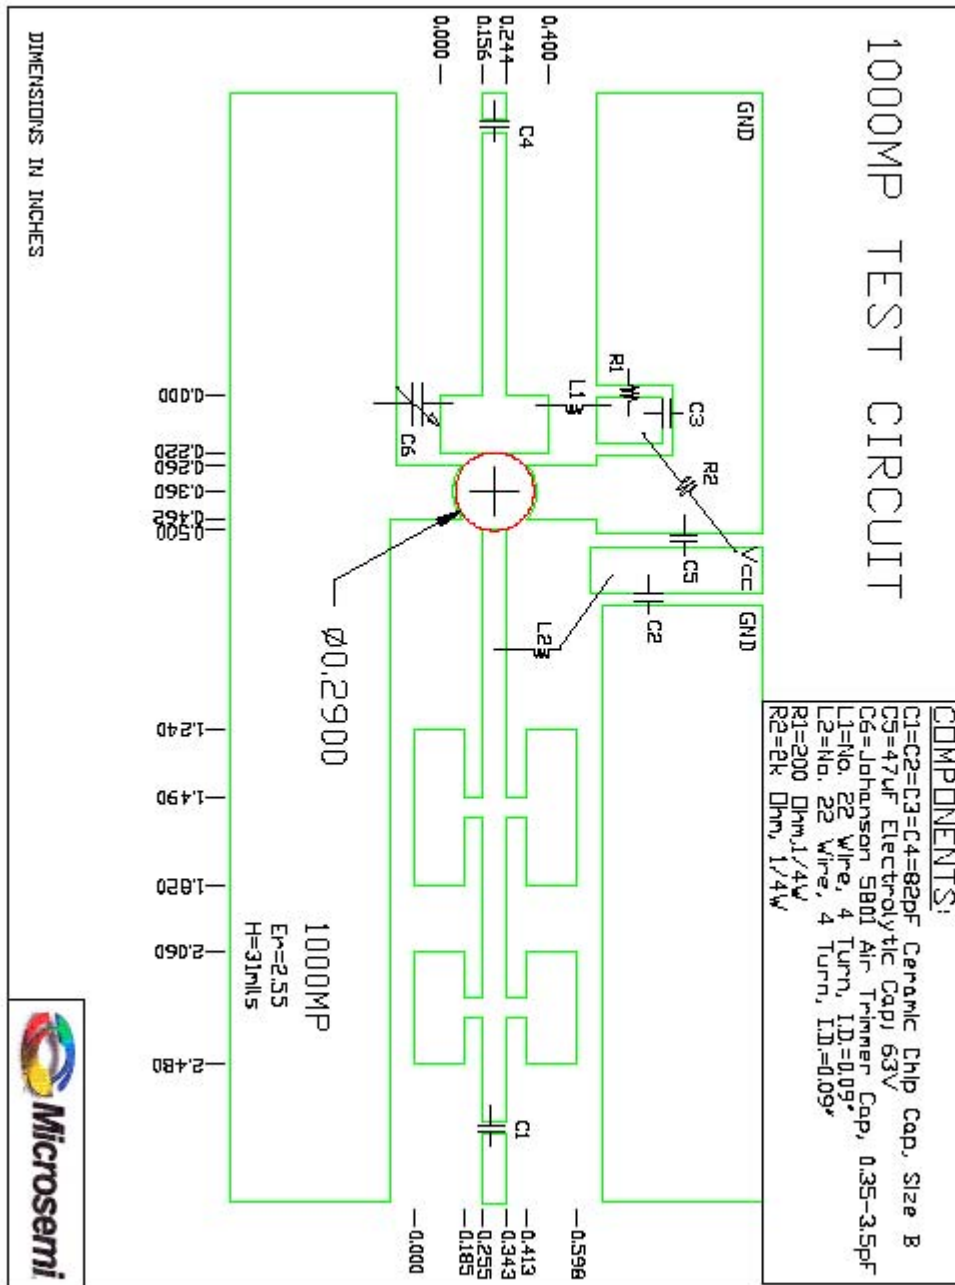 1000MP TEST CIRCUIT
COMPONENTS:
C1=C2=C3=C4=82pF Ceramic Chip Cap, Size B
C5=47uF Electrolytic Cap, 63V
C6=Johanson 5801 Air Trimmer Cap, 0.35-3.5pF
L1=No. 22 Wire, 4 Turn, I.D.=0.09"
L2=No. 22 Wire, 4 Turn, I.D.=0.09"
R1=200 Ohm,1/4W
R2=2k Ohm, 1/4W
GND
GND
Vcc
C3
R1
R2
C5
C2
L1
L2
C4
C6
C1
0.400
0.244
0.156
0.000
0.000
0.220
0.260
0.360
0.462
0.500
1.240
1.490
1.820
2.060
2.480
0.598
0.413
0.343
0.255
0.185
0.000
Ø0.2900
1000MP
Er=2.55
H=31mils
DIMENSIONS IN INCHES
Microsemi